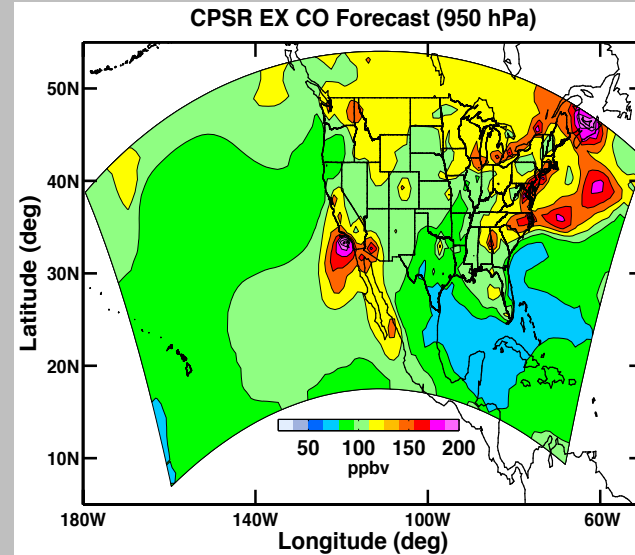 CPSR EX CO Forecast (950 hPa)
50N
40N
30N
20N
10N
Latitude (deg)
50 100 150 200
ppbv
180W 140W 100W 60W
Longitude (deg)